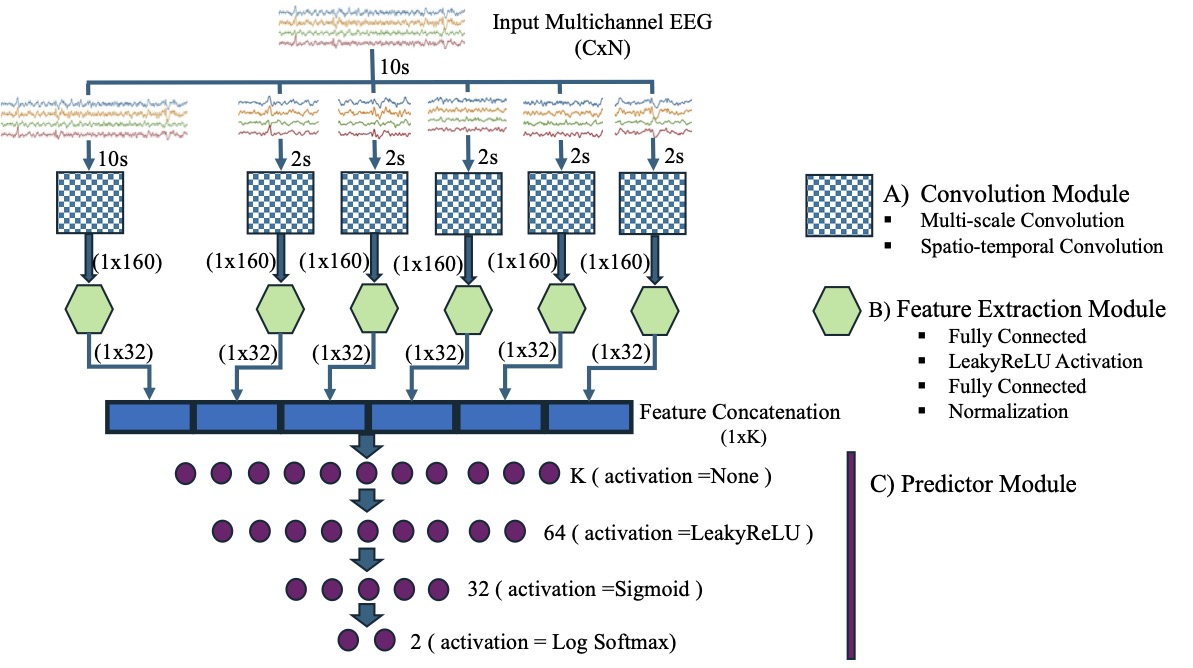 Input Multichannel EEG
(CxN)
10s
10s
2s
2s
2s
2s
2s
(1x160)
(1x160)
(1x160)
(1x160)
(1x160)
(1x160)
(1x32)
(1x32)
(1x32)
(1x32)
(1x32)
(1x32)
Feature Concatenation
(1xK)
K ( activation =None )
64 ( activation =LeakyReLU )
32 ( activation =Sigmoid )
2 ( activation = Log Softmax)
A) Convolution Module
▪ Multi-scale Convolution
▪ Spatio-temporal Convolution
B) Feature Extraction Module
▪ Fully Connected
▪ LeakyReLU Activation
▪ Fully Connected
▪ Normalization
C) Predictor Module